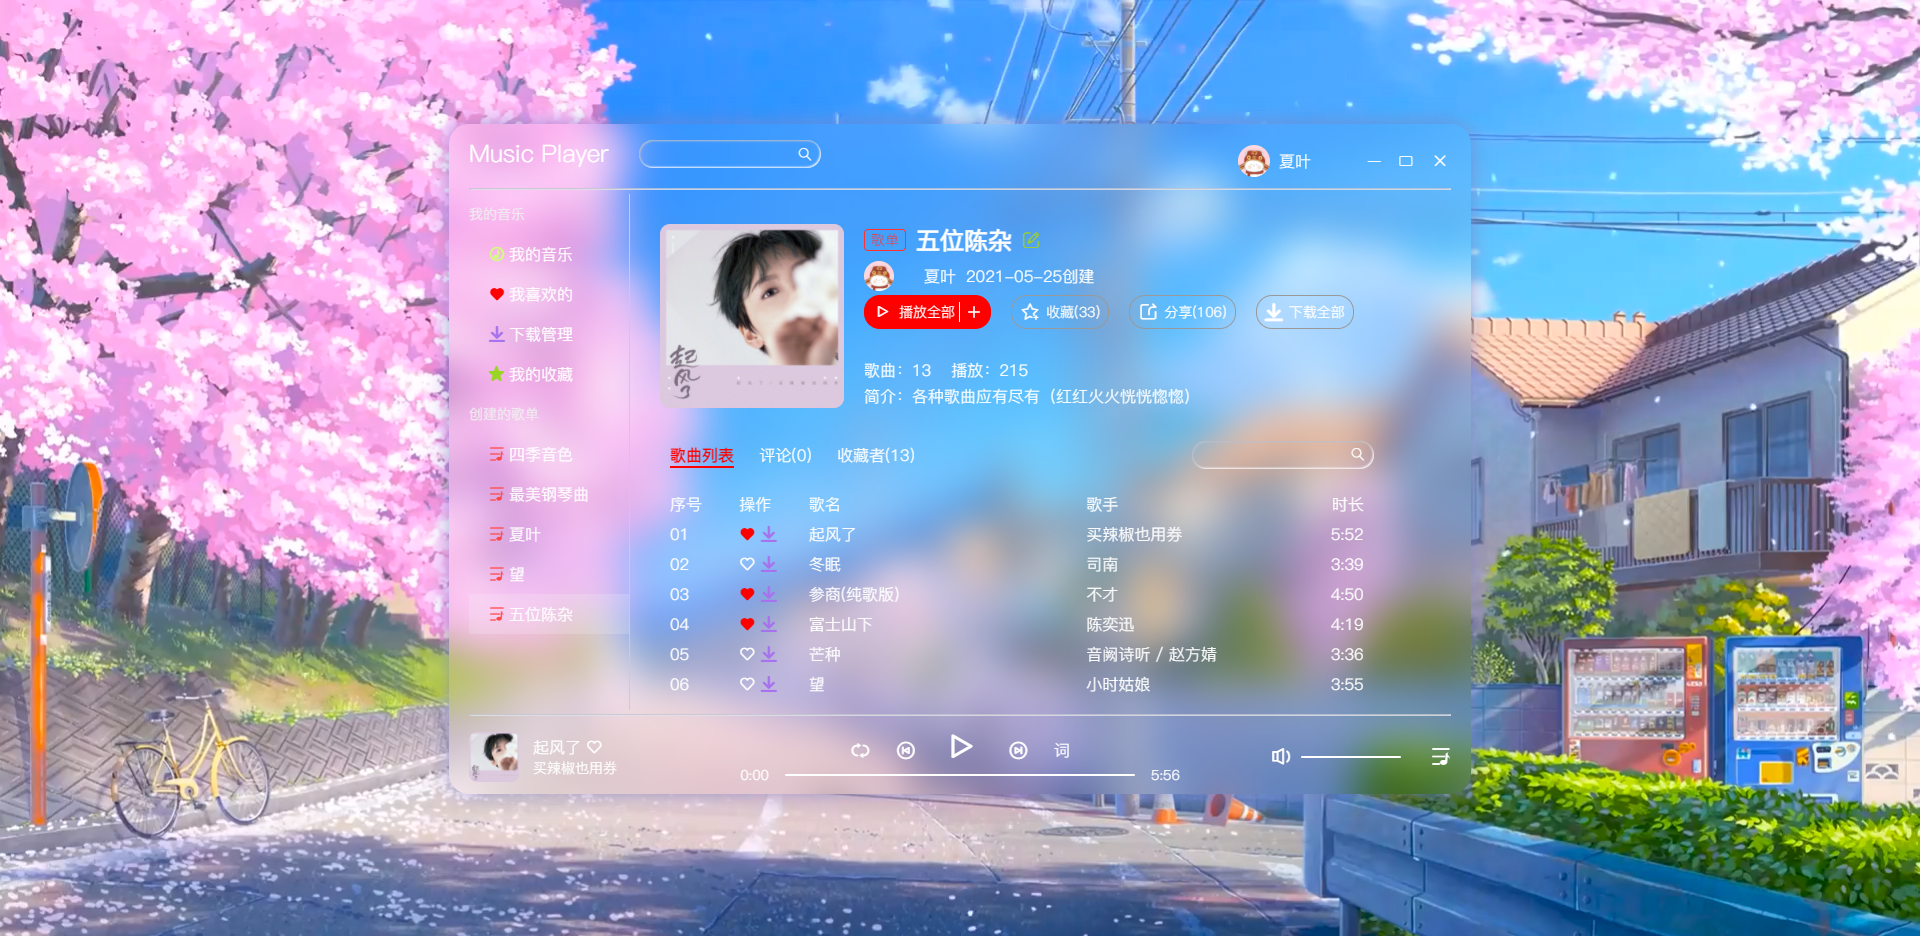 Music Player
夏叶
我的音乐
我的音乐
我喜欢的
下载管理
我的收藏
创建的歌单
四季音色
最美钢琴曲
夏叶
望
五位陈杂
起风了
歌单 五位陈杂
夏叶 2021-05-25创建
播放全部 收藏(33) 分享(106) 下载全部
歌曲：13 播放：215
简介：各种歌曲应有尽有（红红火火恍恍惚惚）
歌曲列表 评论(0) 收藏者(13)
序号 操作 歌名 歌手 时长
01 起风了 买辣椒也用券 5:52
02 冬眠 司南 3:39
03 参商(纯歌版) 不才 4:50
04 富士山下 陈奕迅 4:19
05 芒种 音阙诗听 / 赵方婧 3:36
06 望 小时姑娘 3:55
起风了
买辣椒也用券
词
0:00 5:56